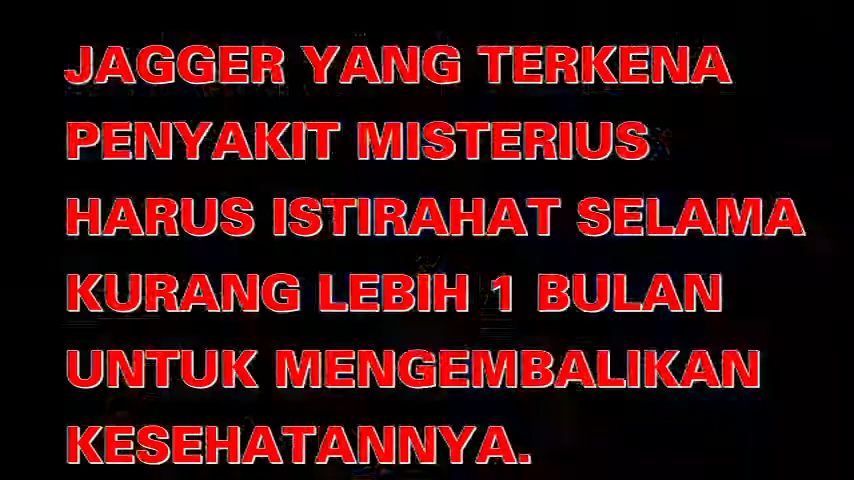 JAGGER YANG TERKENA
PENYAKIT MISTERIUS
HARUS ISTIRAHAT SELAMA
KURANG LEBIH 1 BULAN
UNTUK MENGEMBALIKAN
KESEHATANNYA.